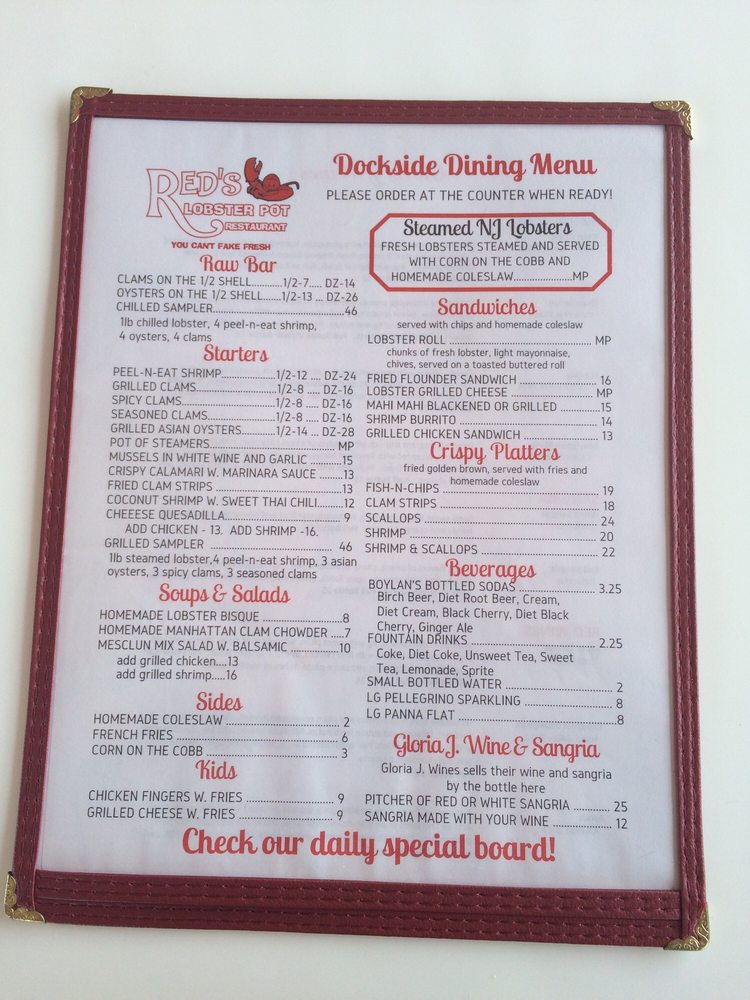 RED'S
LOBSTER POT
RESTAURANT
YOU CAN'T FAKE FRESH
Raw Bar
CLAMS ON THE 1/2 SHELL..........1/2-7..... DZ-14
OYSTERS ON THE 1/2 SHELL.......1/2-13 ... DZ-26
CHILLED SAMPLER.................................................46
1lb chilled lobster, 4 peel-n-eat shrimp,
4 oysters, 4 clams
Starters
PEEL-N-EAT SHRIMP..................1/2-12 .... DZ-24
GRILLED CLAMS..........................1/2-8 ..... DZ-16
SPICY CLAMS..............................1/2-8 ..... DZ-16
SEASONED CLAMS......................1/2-8 ..... DZ-16
GRILLED ASIAN OYSTERS...........1/2-14 ... DZ-28
POT OF STEAMERS........................................ MP
MUSSELS IN WHITE WINE AND GARLIC ..........15
CRISPY CALAMARI W. MARINARA SAUCE ........13
FRIED CLAM STRIPS ..........................................13
COCONUT SHRIMP W. SWEET THAI CHILI.........12
CHEEESE QUESADILLA..................................... 9
ADD CHICKEN - 13. ADD SHRIMP -16.
GRILLED SAMPLER ....................................... 46
1lb steamed lobster,4 peel-n-eat shrimp, 3 asian
oysters, 3 spicy clams, 3 seasoned clams
Soups & Salads
HOMEMADE LOBSTER BISQUE ..........................8
HOMEMADE MANHATTAN CLAM CHOWDER ....7
MESCLUN MIX SALAD W. BALSAMIC .................10
add grilled chicken....13
add grilled shrimp.....16
Sides
HOMEMADE COLESLAW ................................... 2
FRENCH FRIES ................................................. 6
CORN ON THE COBB ........................................ 3
Kids
CHICKEN FINGERS W. FRIES ........................... 9
GRILLED CHEESE W. FRIES ............................. 9
Dockside Dining Menu
PLEASE ORDER AT THE COUNTER WHEN READY!
Steamed NJ Lobsters
FRESH LOBSTERS STEAMED AND SERVED
WITH CORN ON THE COBB AND
HOMEMADE COLESLAW....................MP
Sandwiches
served with chips and homemade coleslaw
LOBSTER ROLL .................................................. MP
chunks of fresh lobster, light mayonnaise,
chives, served on a toasted buttered roll
FRIED FLOUNDER SANDWICH ........................ 16
LOBSTER GRILLED CHEESE ............................ MP
MAHI MAHI BLACKENED OR GRILLED .............15
SHRIMP BURRITO ............................................ 14
GRILLED CHICKEN SANDWICH ....................... 13
Crispy Platters
fried golden brown, served with fries and
homemade coleslaw
FISH-N-CHIPS .................................................. 19
CLAM STRIPS ................................................... 18
SCALLOPS ........................................................ 24
SHRIMP ............................................................ 20
SHRIMP & SCALLOPS ..................................... 22
Beverages
BOYLAN'S BOTTLED SODAS .......................... 3.25
Birch Beer, Diet Root Beer, Cream,
Diet Cream, Black Cherry, Diet Black
Cherry, Ginger Ale
FOUNTAIN DRINKS ........................................ 2.25
Coke, Diet Coke, Unsweet Tea, Sweet
Tea, Lemonade, Sprite
SMALL BOTTLED WATER ................................. 2
LG PELLEGRINO SPARKLING ........................... 8
LG PANNA FLAT ................................................8
Gloria J. Wine & Sangria
Gloria J. Wines sells their wine and sangria
by the bottle here
PITCHER OF RED OR WHITE SANGRIA ........... 25
SANGRIA MADE WITH YOUR WINE ................ 12
Check our daily special board!